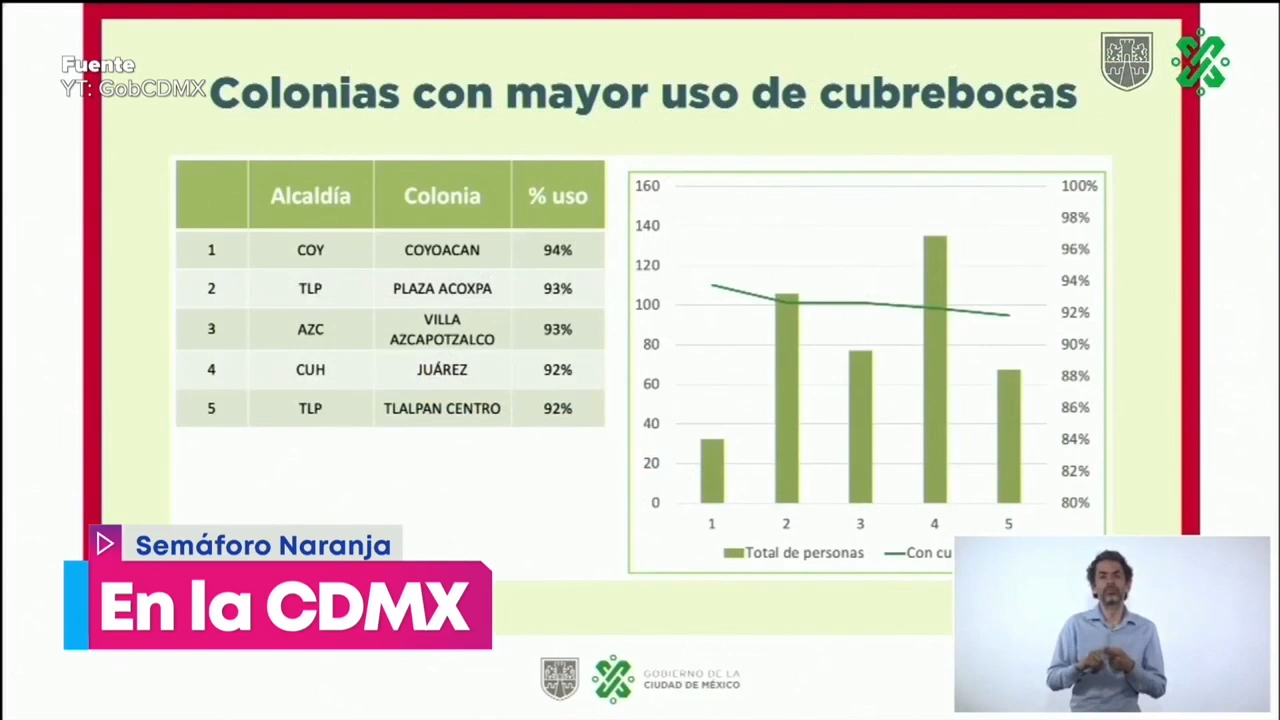 Fuente
YT: GobCDMX
Colonias con mayor uso de cubrebocas
Alcaldía Colonia % uso
1 COY COYOACAN 94%
2 TLP PLAZA ACOXPA 93%
3 AZC VILLA AZCAPOTZALCO 93%
4 CUH JUÁREZ 92%
5 TLP TLALPAN CENTRO 92%
160
140
120
100
80
60
40
20
0
100%
98%
96%
94%
92%
90%
88%
86%
84%
82%
80%
1 2 3 4 5
Total de personas Con cu
Semáforo Naranja
En la CDMX
GOBIERNO DE LA
CIUDAD DE MÉXICO